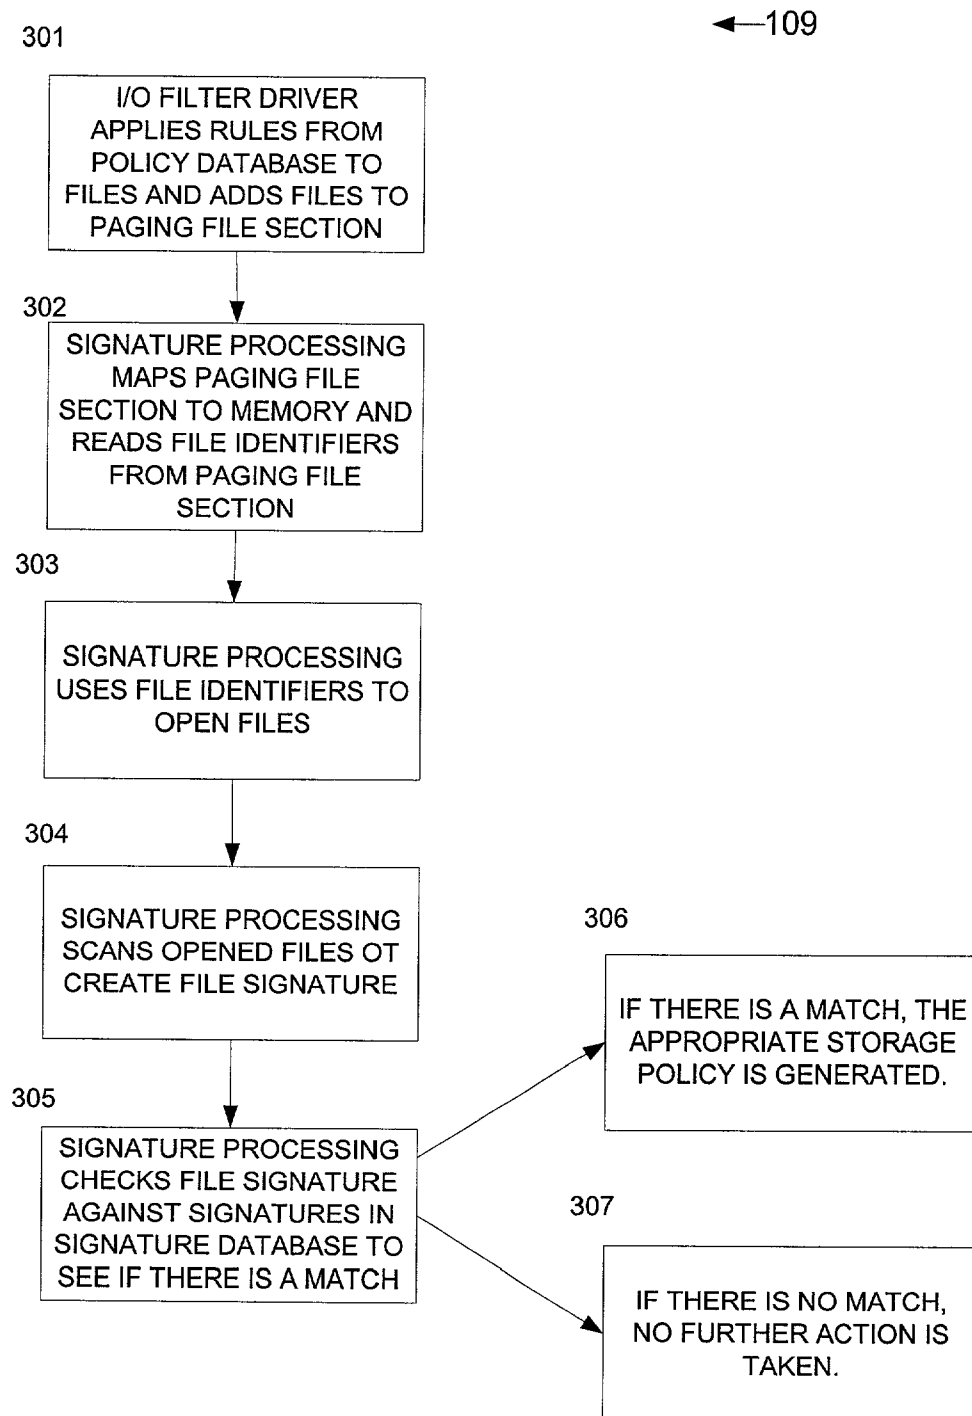 109
301
I/O FILTER DRIVER
APPLIES RULES FROM
POLICY DATABASE TO
FILES AND ADDS FILES TO
PAGING FILE SECTION
302
SIGNATURE PROCESSING
MAPS PAGING FILE
SECTION TO MEMORY AND
READS FILE IDENTIFIERS
FROM PAGING FILE
SECTION
303
SIGNATURE PROCESSING
USES FILE IDENTIFIERS TO
OPEN FILES
304
SIGNATURE PROCESSING
SCANS OPENED FILES OT
CREATE FILE SIGNATURE
305
SIGNATURE PROCESSING
CHECKS FILE SIGNATURE
AGAINST SIGNATURES IN
SIGNATURE DATABASE TO
SEE IF THERE IS A MATCH
306
IF THERE IS A MATCH, THE
APPROPRIATE STORAGE
POLICY IS GENERATED.
307
IF THERE IS NO MATCH,
NO FURTHER ACTION IS
TAKEN.